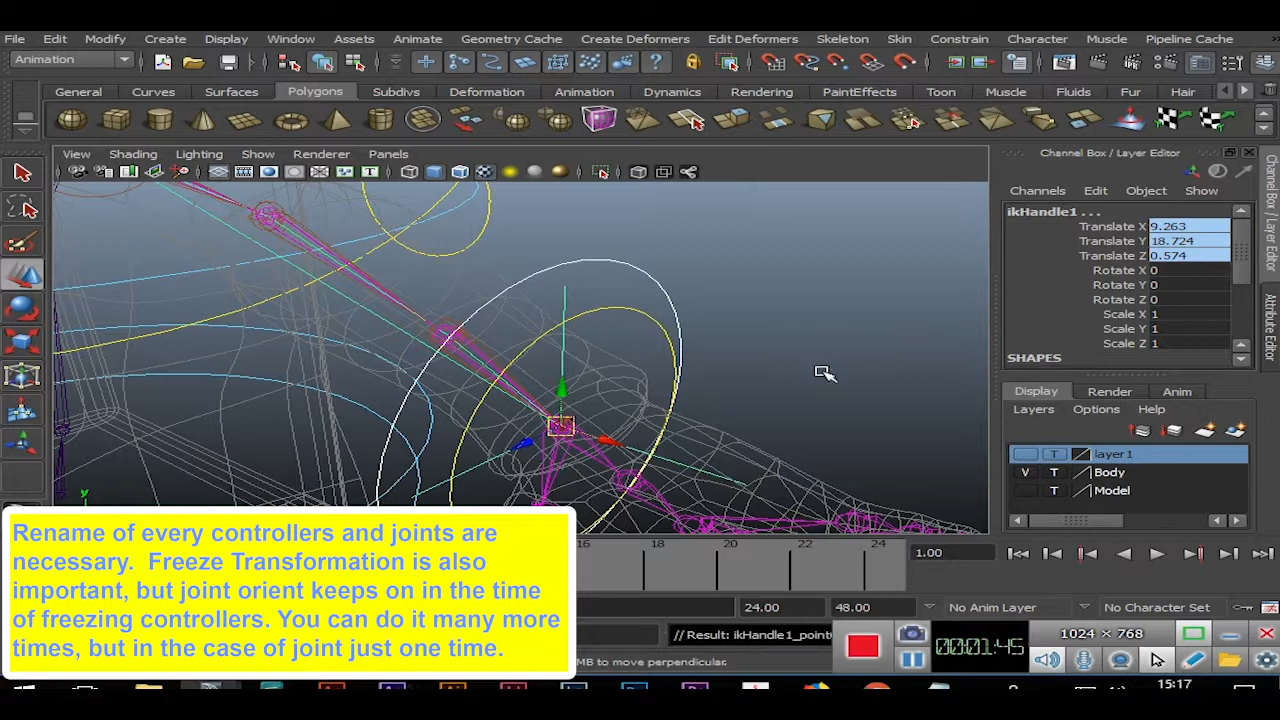 File Edit Modify Create Display Window Assets Animate Geometry Cache Create Deformers Edit Deformers Skeleton Skin Constrain Character Muscle Pipeline Cache
Animation
General Curves Surfaces Polygons Subdivs Deformation Animation Dynamics Rendering PaintEffects Toon Muscle Fluids Fur Hair
View Shading Lighting Show Renderer Panels
Channel Box / Layer Editor
Channels Edit Object Show
ikHandle1 . . .
Translate X 9.263
Translate Y 18.724
Translate Z 0.574
Rotate X 0
Rotate Y 0
Rotate Z 0
Scale X 1
Scale Y 1
Scale Z 1
SHAPES
Display Render Anim
Layers Options Help
T layer1
V T Body
T Model
Channel Box / Layer Editor
Attribute Editor
y
Rename of every controllers and joints are
necessary. Freeze Transformation is also
important, but joint orient keeps on in the time
of freezing controllers. You can do it many more
times, but in the case of joint just one time.
16 18 20 22 24
1.00
24.00 48.00 No Anim Layer No Character Set
// Result: ikHandle1_point
MB to move perpendicular.
00:01:45
1024 × 768
15:17